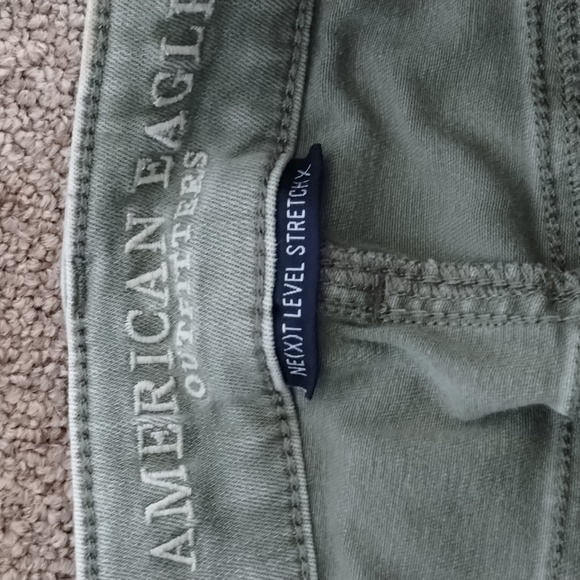 AMERICAN EAGLE
OUTFITTERS
NE(X)T LEVEL STRETCH